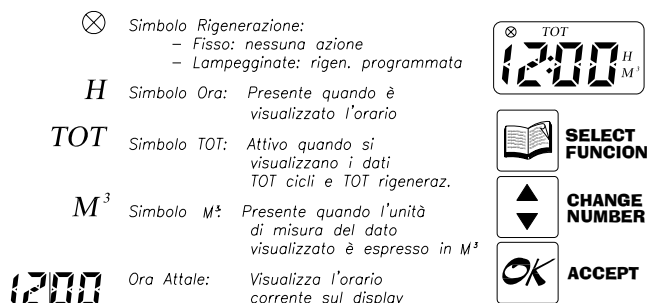 Simbolo Rigenerazione:
– Fisso: nessuna azione
– Lampegginate: rigen. programmata
H Simbolo Ora: Presente quando è
visualizzato l'orario
TOT Simbolo TOT: Attivo quando si
visualizzano i dati
TOT cicli e TOT rigeneraz.
M³ Simbolo M³: Presente quando l'unità
di misura del dato
visualizzato è espresso in M³
12:00 Ora Attale: Visualizza l'orario
corrente sul display
TOT
12:00 H
M³
SELECT
FUNCION
CHANGE
NUMBER
OK ACCEPT